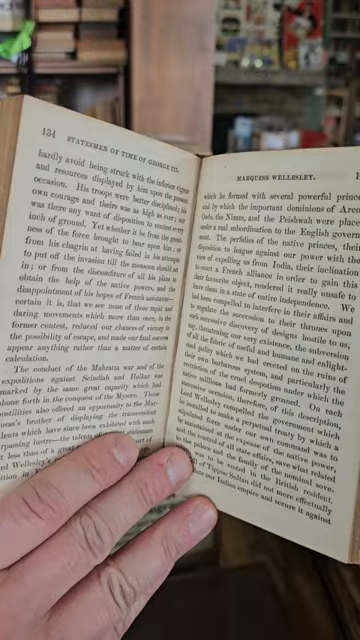 134 STATESMEN OF TIME OF GEORGE III.
hardly avoid being struck with the inferior vigour
and resources displayed by him upon the present
occasion. His troops were better disciplined; his
own courage and theirs was as high as ever; nor
was there any want of disposition to contest every
inch of ground. Yet whether it be from the great-
ness of the force brought to bear upon him; or
from his chagrin at having failed in his attempts
to put off the invasion till the season should set
in; or from the discomfiture of all his plans to
obtain the help of the native powers, and the
disappointment of his hopes of French assistance—
certain it is, that we see none of those rapid and
daring movements which more than once, in the
former contest, reduced our chances of victory to
the possibility of escape, and made our final success
appear anything rather than a matter of certain
calculation.
The conduct of the Mahratta war and of the
expeditions against Scindiah and Holkar was
marked by the same great capacity which had
shone forth in the conquest of the Mysore. Those
hostilities also offered an opportunity to the Mar-
quess's brother of displaying the transcendent
talents which have since been exhibited with such
surpassing lustre—the talents of a statesman
not less than of a great
Lord Wellesley's
MARQUESS WELLESLEY.
which he formed with several powerful princes
and by which the important dominions of Arcot
Oude, the Nizam, and the Peishwah were placed
under a real subordination to the English govern-
ment. The perfidies of the native princes, their
disposition to league against our power with the
view of expelling us from India, their inclination
to court a French alliance in order to gain this
their favourite object, rendered it really unsafe to
leave them in a state of entire independence. We
had been compelled to interfere in their affairs and
to regulate the succession to their thrones upon
each successive discovery of designs hostile to us,
threatening our very existence, the subversion
of all the fabric of useful and humane and enlight-
ened polity which we had erected on the ruins of
their own barbarous system, and particularly the
restriction of the cruel despotism under which the
native millions had formerly groaned. On each
succession, therefore, of this description,
Lord Wellesley compelled the government which
he installed to make a perpetual treaty by which a
stipulated force under our own command was to
be maintained at the expense of the native power,
of all state affairs, save what related
to the palace and the family of the nominal sove-
was to be vested in the British resident.
of Tippoo Sultan did not more effectually
our Indian empire and secure it against